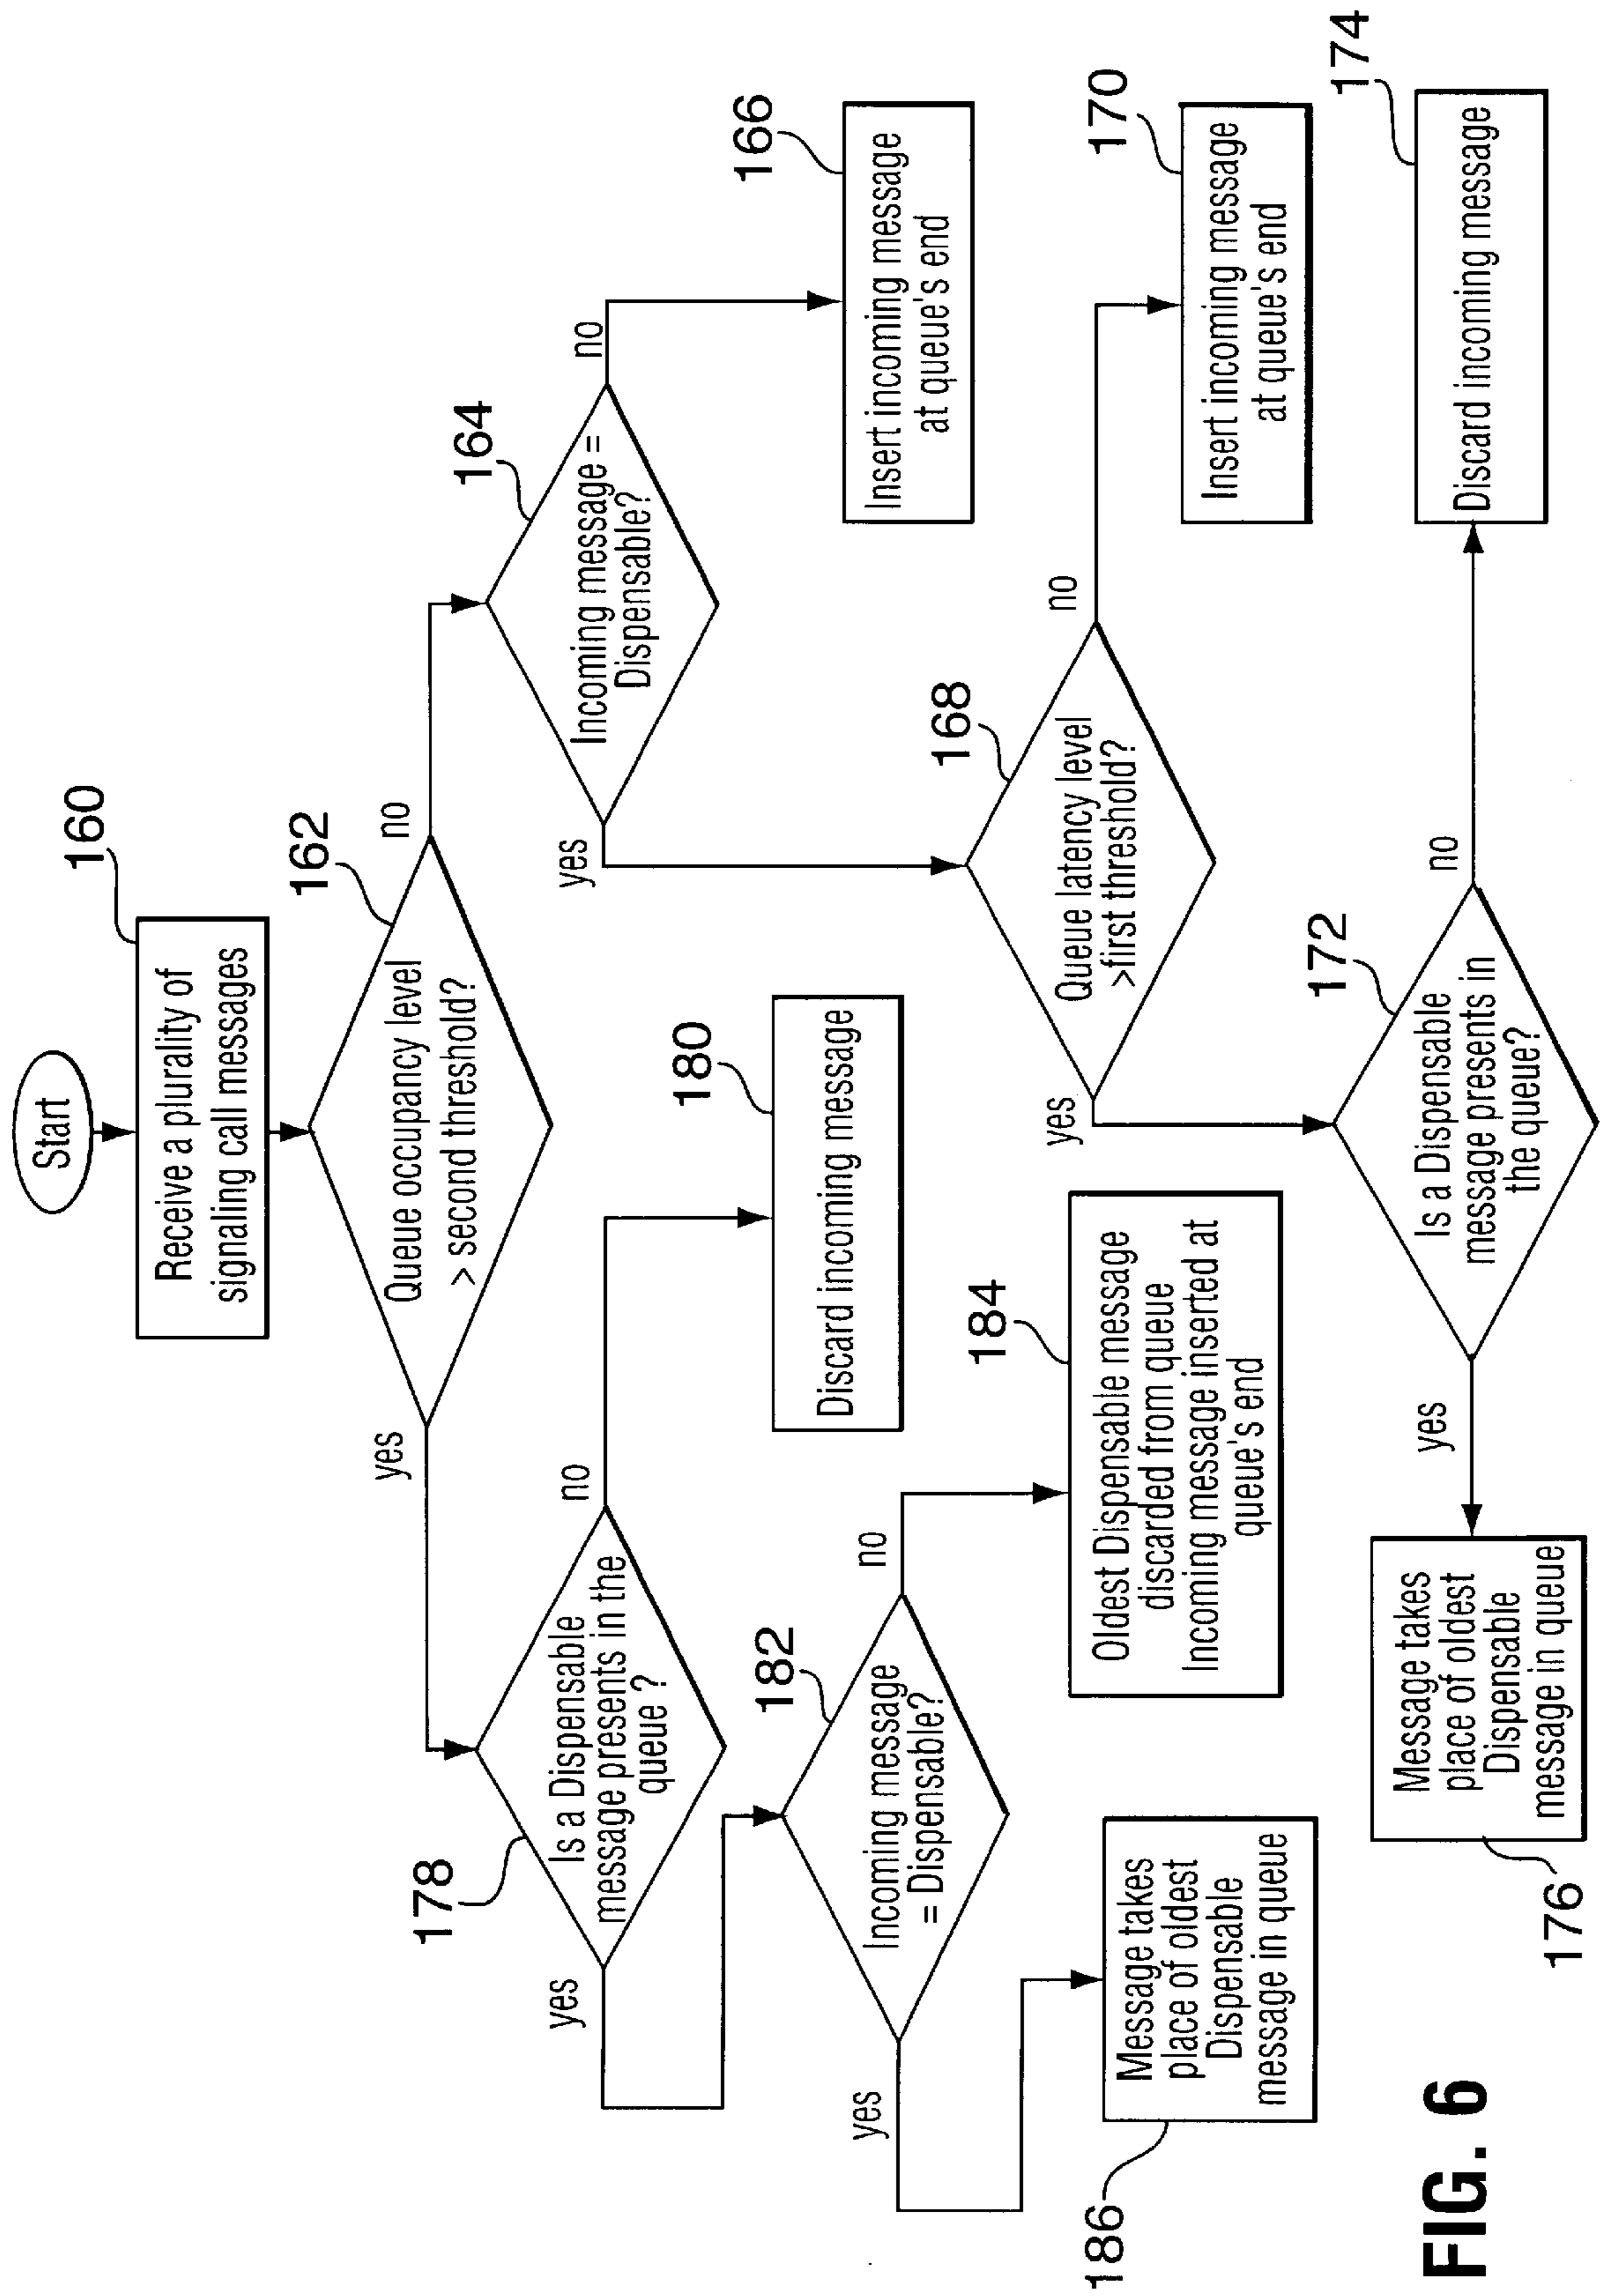 Start
160
Receive a plurality of
signaling call messages
162
Queue occupancy level
> second threshold?
yes
no
164
Incoming message =
Dispensable?
yes
no
166
Insert incoming message
at queue's end
168
Queue latency level
>first threshold?
yes
no
170
Insert incoming message
at queue's end
172
Is a Dispensable
message presents in
the queue?
yes
no
174
Discard incoming message
176
Message takes
place of oldest
Dispensable
message in queue
178
Is a Dispensable
message presents in the
queue ?
yes
no
180
Discard incoming message
182
Incoming message
= Dispensable?
yes
no
184
Oldest Dispensable message
discarded from queue
Incoming message inserted at
queue's end
186
Message takes
place of oldest
Dispensable
message in queue
FIG. 6